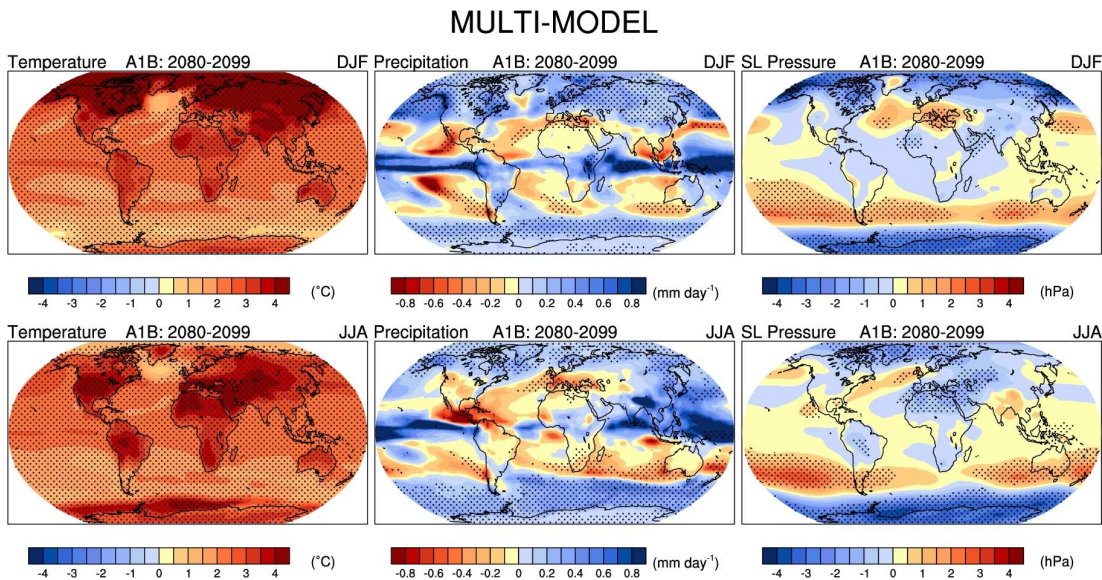 MULTI-MODEL
Temperature A1B: 2080-2099 DJF
Precipitation A1B: 2080-2099 DJF
SL Pressure A1B: 2080-2099 DJF
-4 -3 -2 -1 0 1 2 3 4 (°C)
-0.8 -0.6 -0.4 -0.2 0 0.2 0.4 0.6 0.8 (mm day⁻¹)
-4 -3 -2 -1 0 1 2 3 4 (hPa)
Temperature A1B: 2080-2099 JJA
Precipitation A1B: 2080-2099 JJA
SL Pressure A1B: 2080-2099 JJA
-4 -3 -2 -1 0 1 2 3 4 (°C)
-0.8 -0.6 -0.4 -0.2 0 0.2 0.4 0.6 0.8 (mm day⁻¹)
-4 -3 -2 -1 0 1 2 3 4 (hPa)